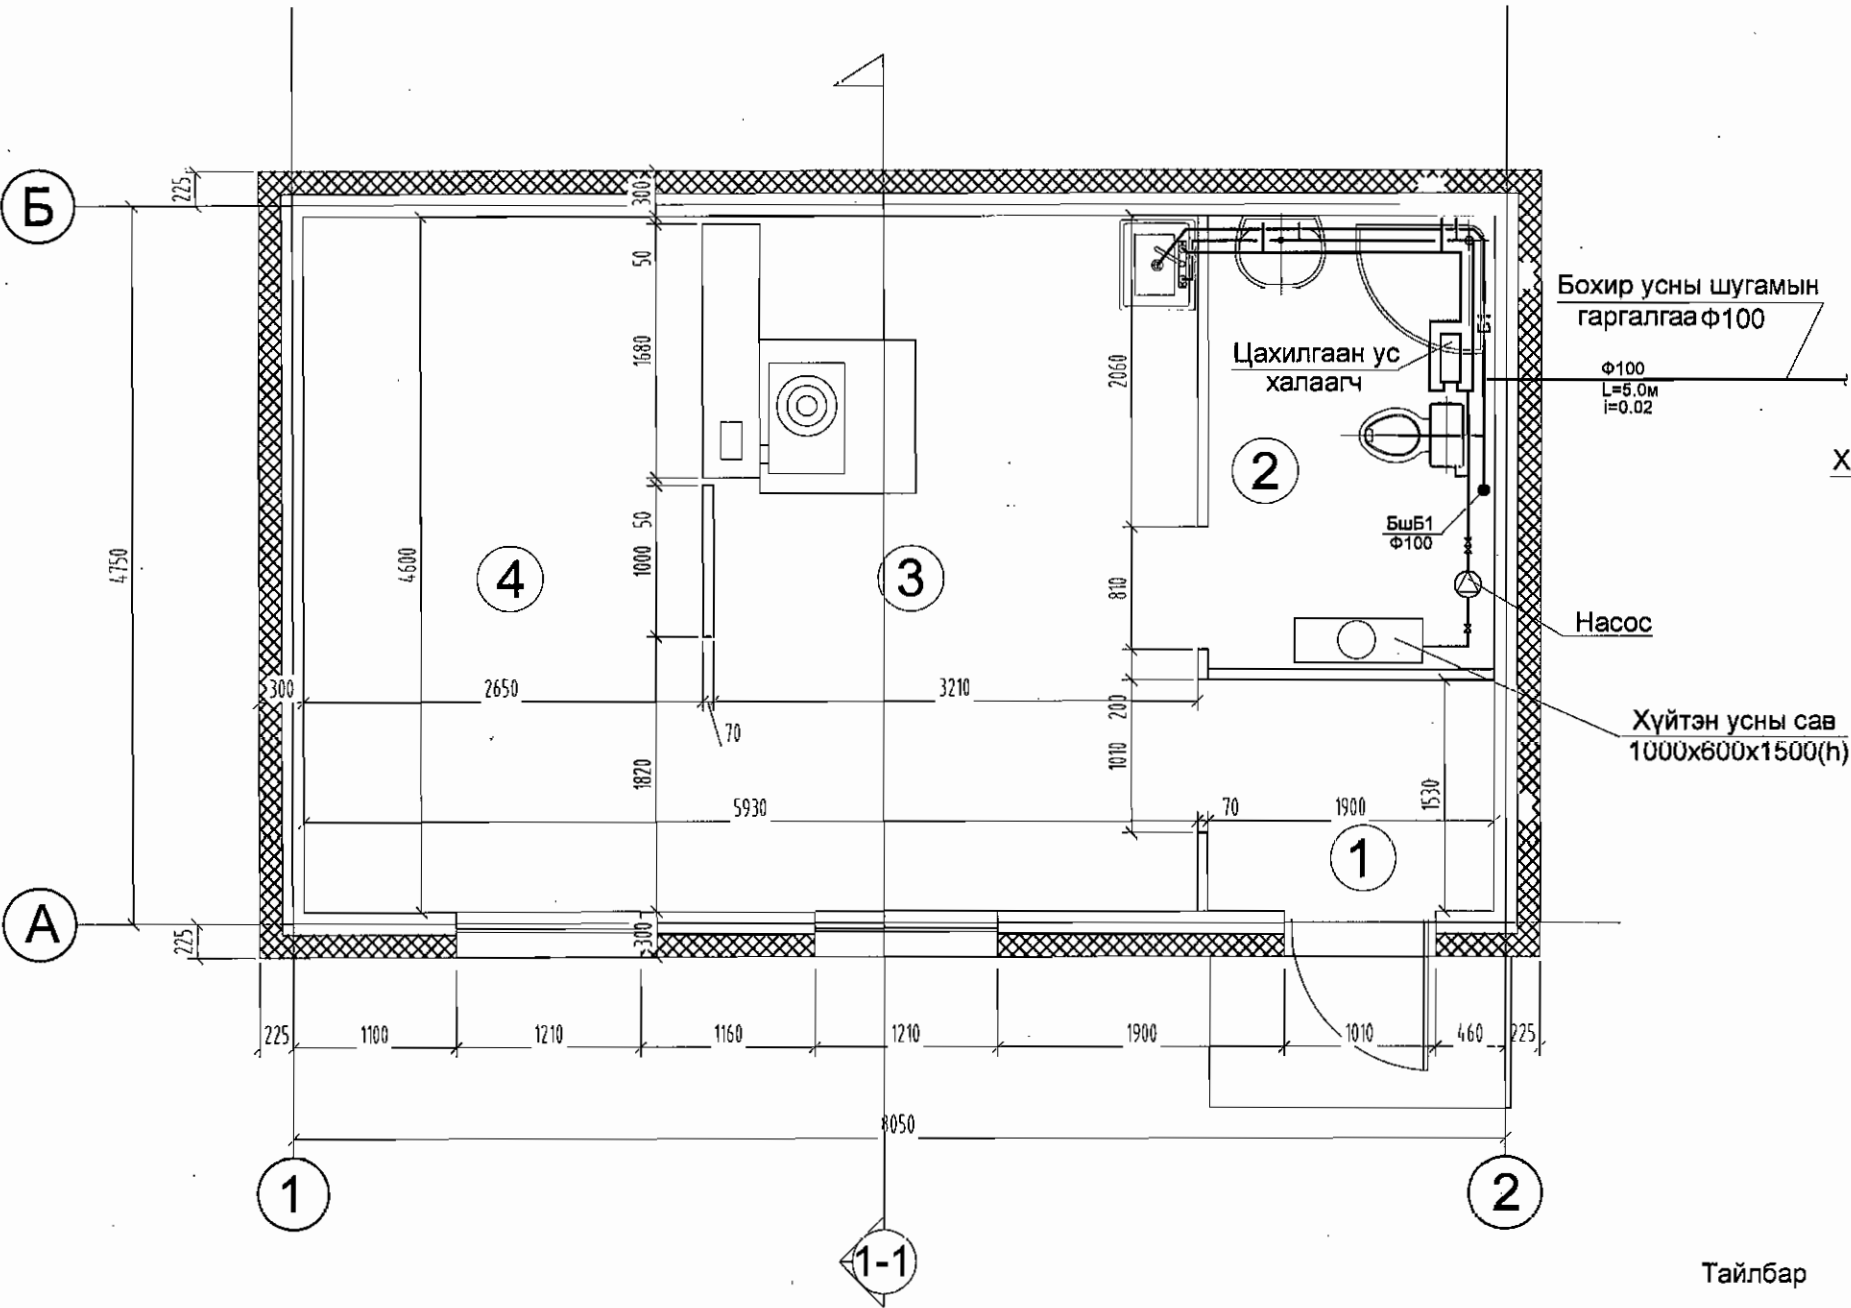 Б
225
300
50
1680
2060
Бохир усны шугамын
гаргалгаа Ф100
Ф100
L=5.0м
i=0.02
Цахилгаан ус
халаагч
Б1
Х
2
БшБ1
Ф100
4750
4600
50
1000
4
3
810
Насос
300
2650
70
3210
200
Хүйтэн усны сав
1000x600x1500(h)
1820
1010
5930
70
1900
1530
1
А
225
300
225
1100
1210
1160
1210
1900
1010
460
225
8050
1
2
1-1
Тайлбар